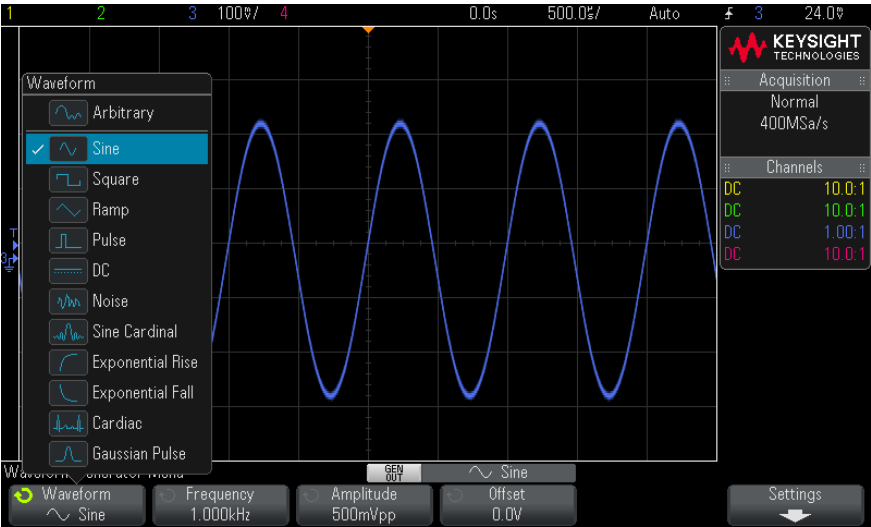 1 2 3 100㎷/ 4 0.0s 500.0㎲/ Auto 3 24.0㎷
KEYSIGHT
TECHNOLOGIES
Acquisition
Normal
400MSa/s
Channels
DC 10.0:1
DC 10.0:1
DC 1.00:1
DC 10.0:1
Waveform
Arbitrary
Sine
Square
Ramp
Pulse
DC
Noise
Sine Cardinal
Exponential Rise
Exponential Fall
Cardiac
Gaussian Pulse
T
3
GEN OUT Sine
Waveform
Sine
Frequency
1.000kHz
Amplitude
500mVpp
Offset
0.0V
Settings